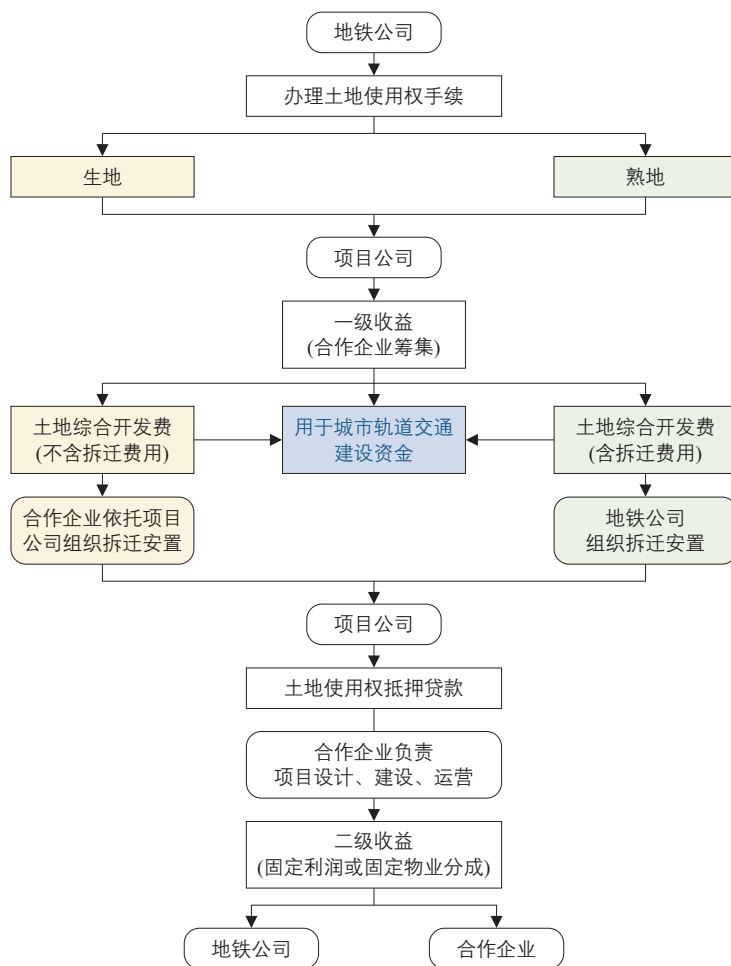 地铁公司
办理土地使用权手续
生地
熟地
项目公司
一级收益
(合作企业筹集)
土地综合开发费
(不含拆迁费用)
用于城市轨道交通
建设资金
土地综合开发费
(含拆迁费用)
合作企业依托项目
公司组织拆迁安置
地铁公司
组织拆迁安置
项目公司
土地使用权抵押贷款
合作企业负责
项目设计、建设、运营
二级收益
(固定利润或固定物业分成)
地铁公司
合作企业